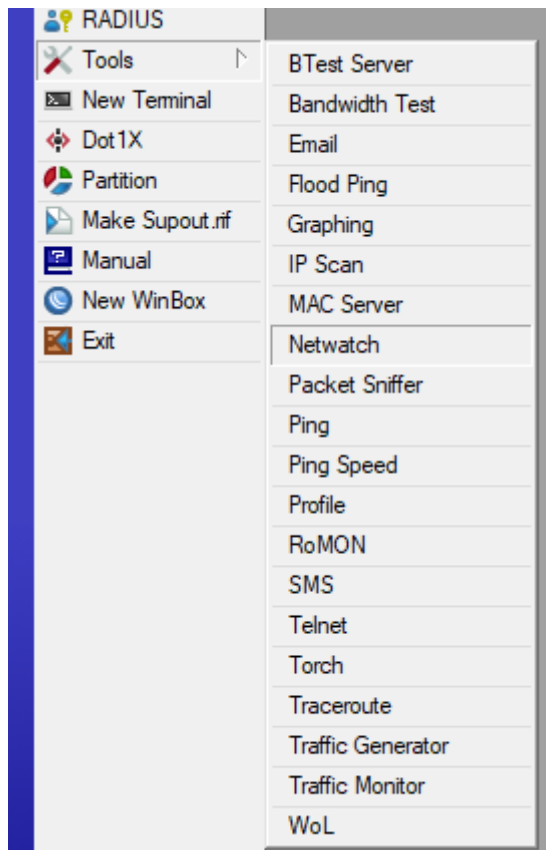 RADIUS
Tools
New Terminal
Dot1X
Partition
Make Supout.rif
Manual
New WinBox
Exit
BTest Server
Bandwidth Test
Email
Flood Ping
Graphing
IP Scan
MAC Server
Netwatch
Packet Sniffer
Ping
Ping Speed
Profile
RoMON
SMS
Telnet
Torch
Traceroute
Traffic Generator
Traffic Monitor
WoL